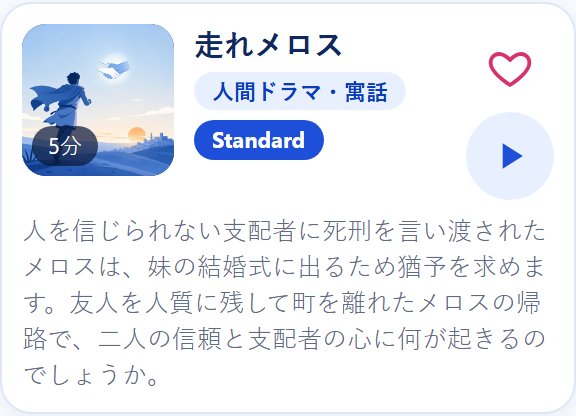 走れメロス
人間ドラマ・寓話
Standard
5分
人を信じられない支配者に死刑を言い渡された
メロスは、妹の結婚式に出るため猶予を求めま
す。友人を人質に残して町を離れたメロスの帰
路で、二人の信頼と支配者の心に何が起きるの
でしょうか。